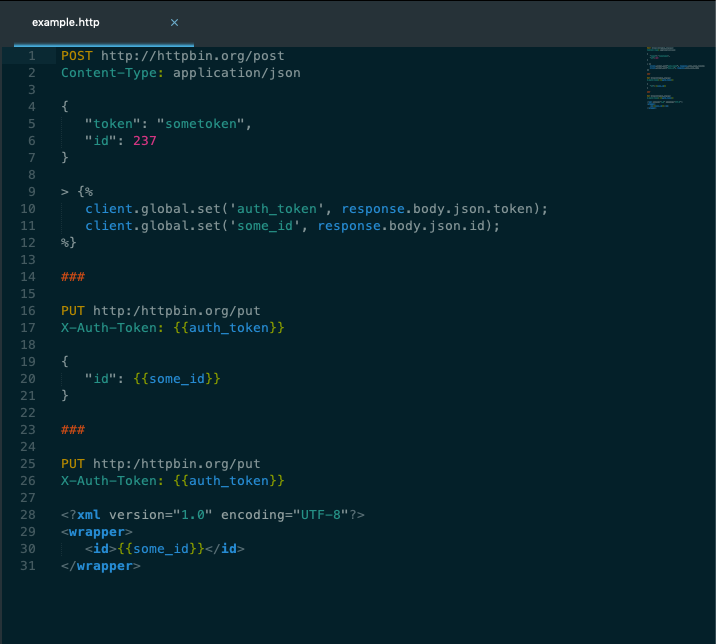 example.http ×
1 POST http://httpbin.org/post
2 Content-Type: application/json
3
4 {
5    "token": "sometoken",
6    "id": 237
7 }
8
9 > {%
10    client.global.set('auth_token', response.body.json.token);
11    client.global.set('some_id', response.body.json.id);
12 %}
13
14 ###
15
16 PUT http:/httpbin.org/put
17 X-Auth-Token: {{auth_token}}
18
19 {
20    "id": {{some_id}}
21 }
22
23 ###
24
25 PUT http:/httpbin.org/put
26 X-Auth-Token: {{auth_token}}
27
28 <?xml version="1.0" encoding="UTF-8"?>
29 <wrapper>
30    <id>{{some_id}}</id>
31 </wrapper>